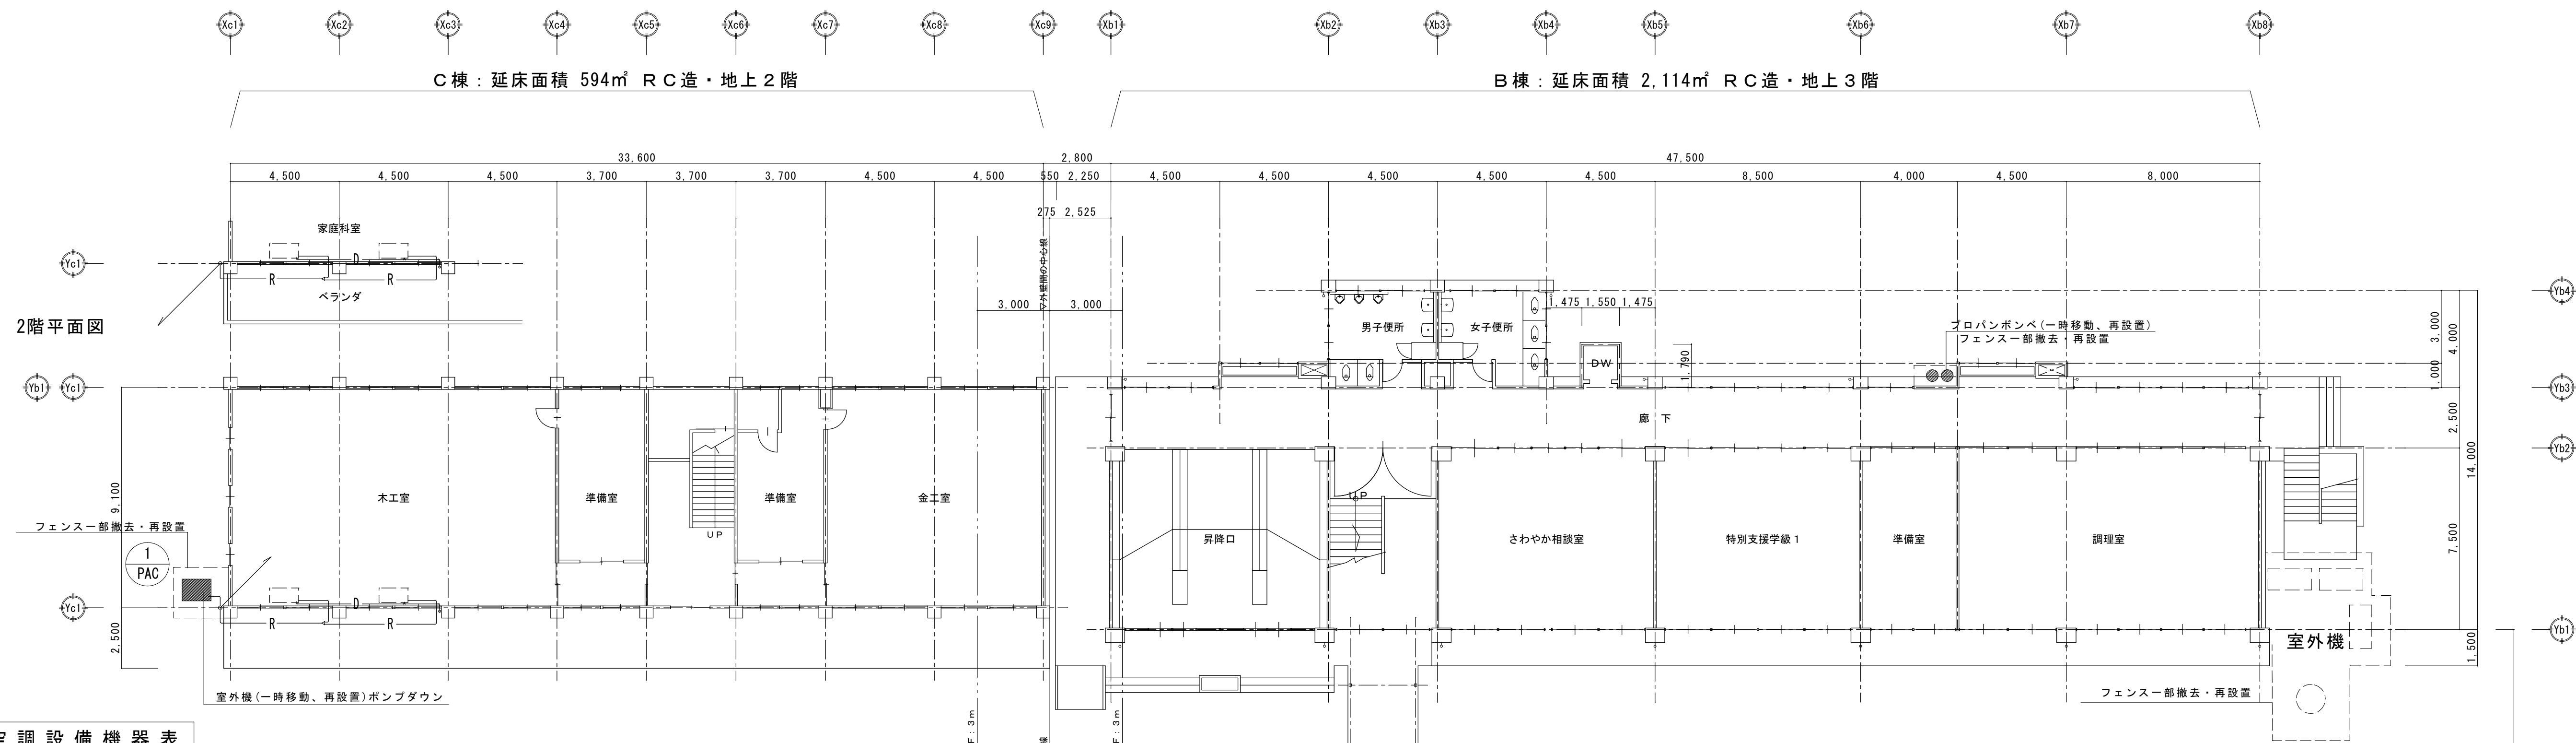 Xc1 Xc2 Xc3 Xc4 Xc5 Xc6 Xc7 Xc8 Xc9 Xb1 Xb2 Xb3 Xb4 Xb5 Xb6 Xb7 Xb8
C棟：延床面積 594㎡ ＲＣ造・地上２階
B棟：延床面積 2,114㎡ ＲＣ造・地上３階
33,600 2,800 47,500
4,500 4,500 4,500 3,700 3,700 3,700 4,500 4,500 550 2,250 4,500 4,500 4,500 4,500 4,500 8,500 4,000 4,500 8,000
275 2,525
家庭科室
Yc1
D
R R
ベランダ
2階平面図
▽外壁間の中心線
3,000 3,000
Yb4
1,475 1,550 1,475
男子便所
女子便所
プロパンボンベ(一時移動、再設置)
フェンス一部撤去・再設置
3,000
4,000
1,000
1,790
DW
Yb1 Yc1
Yb3
廊 下
2,500
Yb2
14,000
9,100
木工室
準備室
準備室
金工室
UP
UP
昇降口
さわやか相談室
特別支援学級１
準備室
調理室
7,500
フェンス一部撤去・再設置
1
PAC
Yc1
D
R R
2,500
Yb1
1,500
室外機
室外機(一時移動、再設置)ポンプダウン
フェンス一部撤去・再設置
F：3m
線
F：3m
調設備機器表